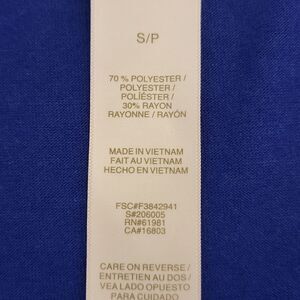 S/P
70 % POLYESTER /
POLYESTER /
POLIÉSTER /
30% RAYON
RAYONNE / RAYÓN
MADE IN VIETNAM
FAIT AU VIETNAM
HECHO EN VIETNAM
FSC#F3842941
S#206005
RN#61981
CA#16803
CARE ON REVERSE /
ENTRETIEN AU DOS /
VEA LADO OPUESTO
PARA CUIDADO